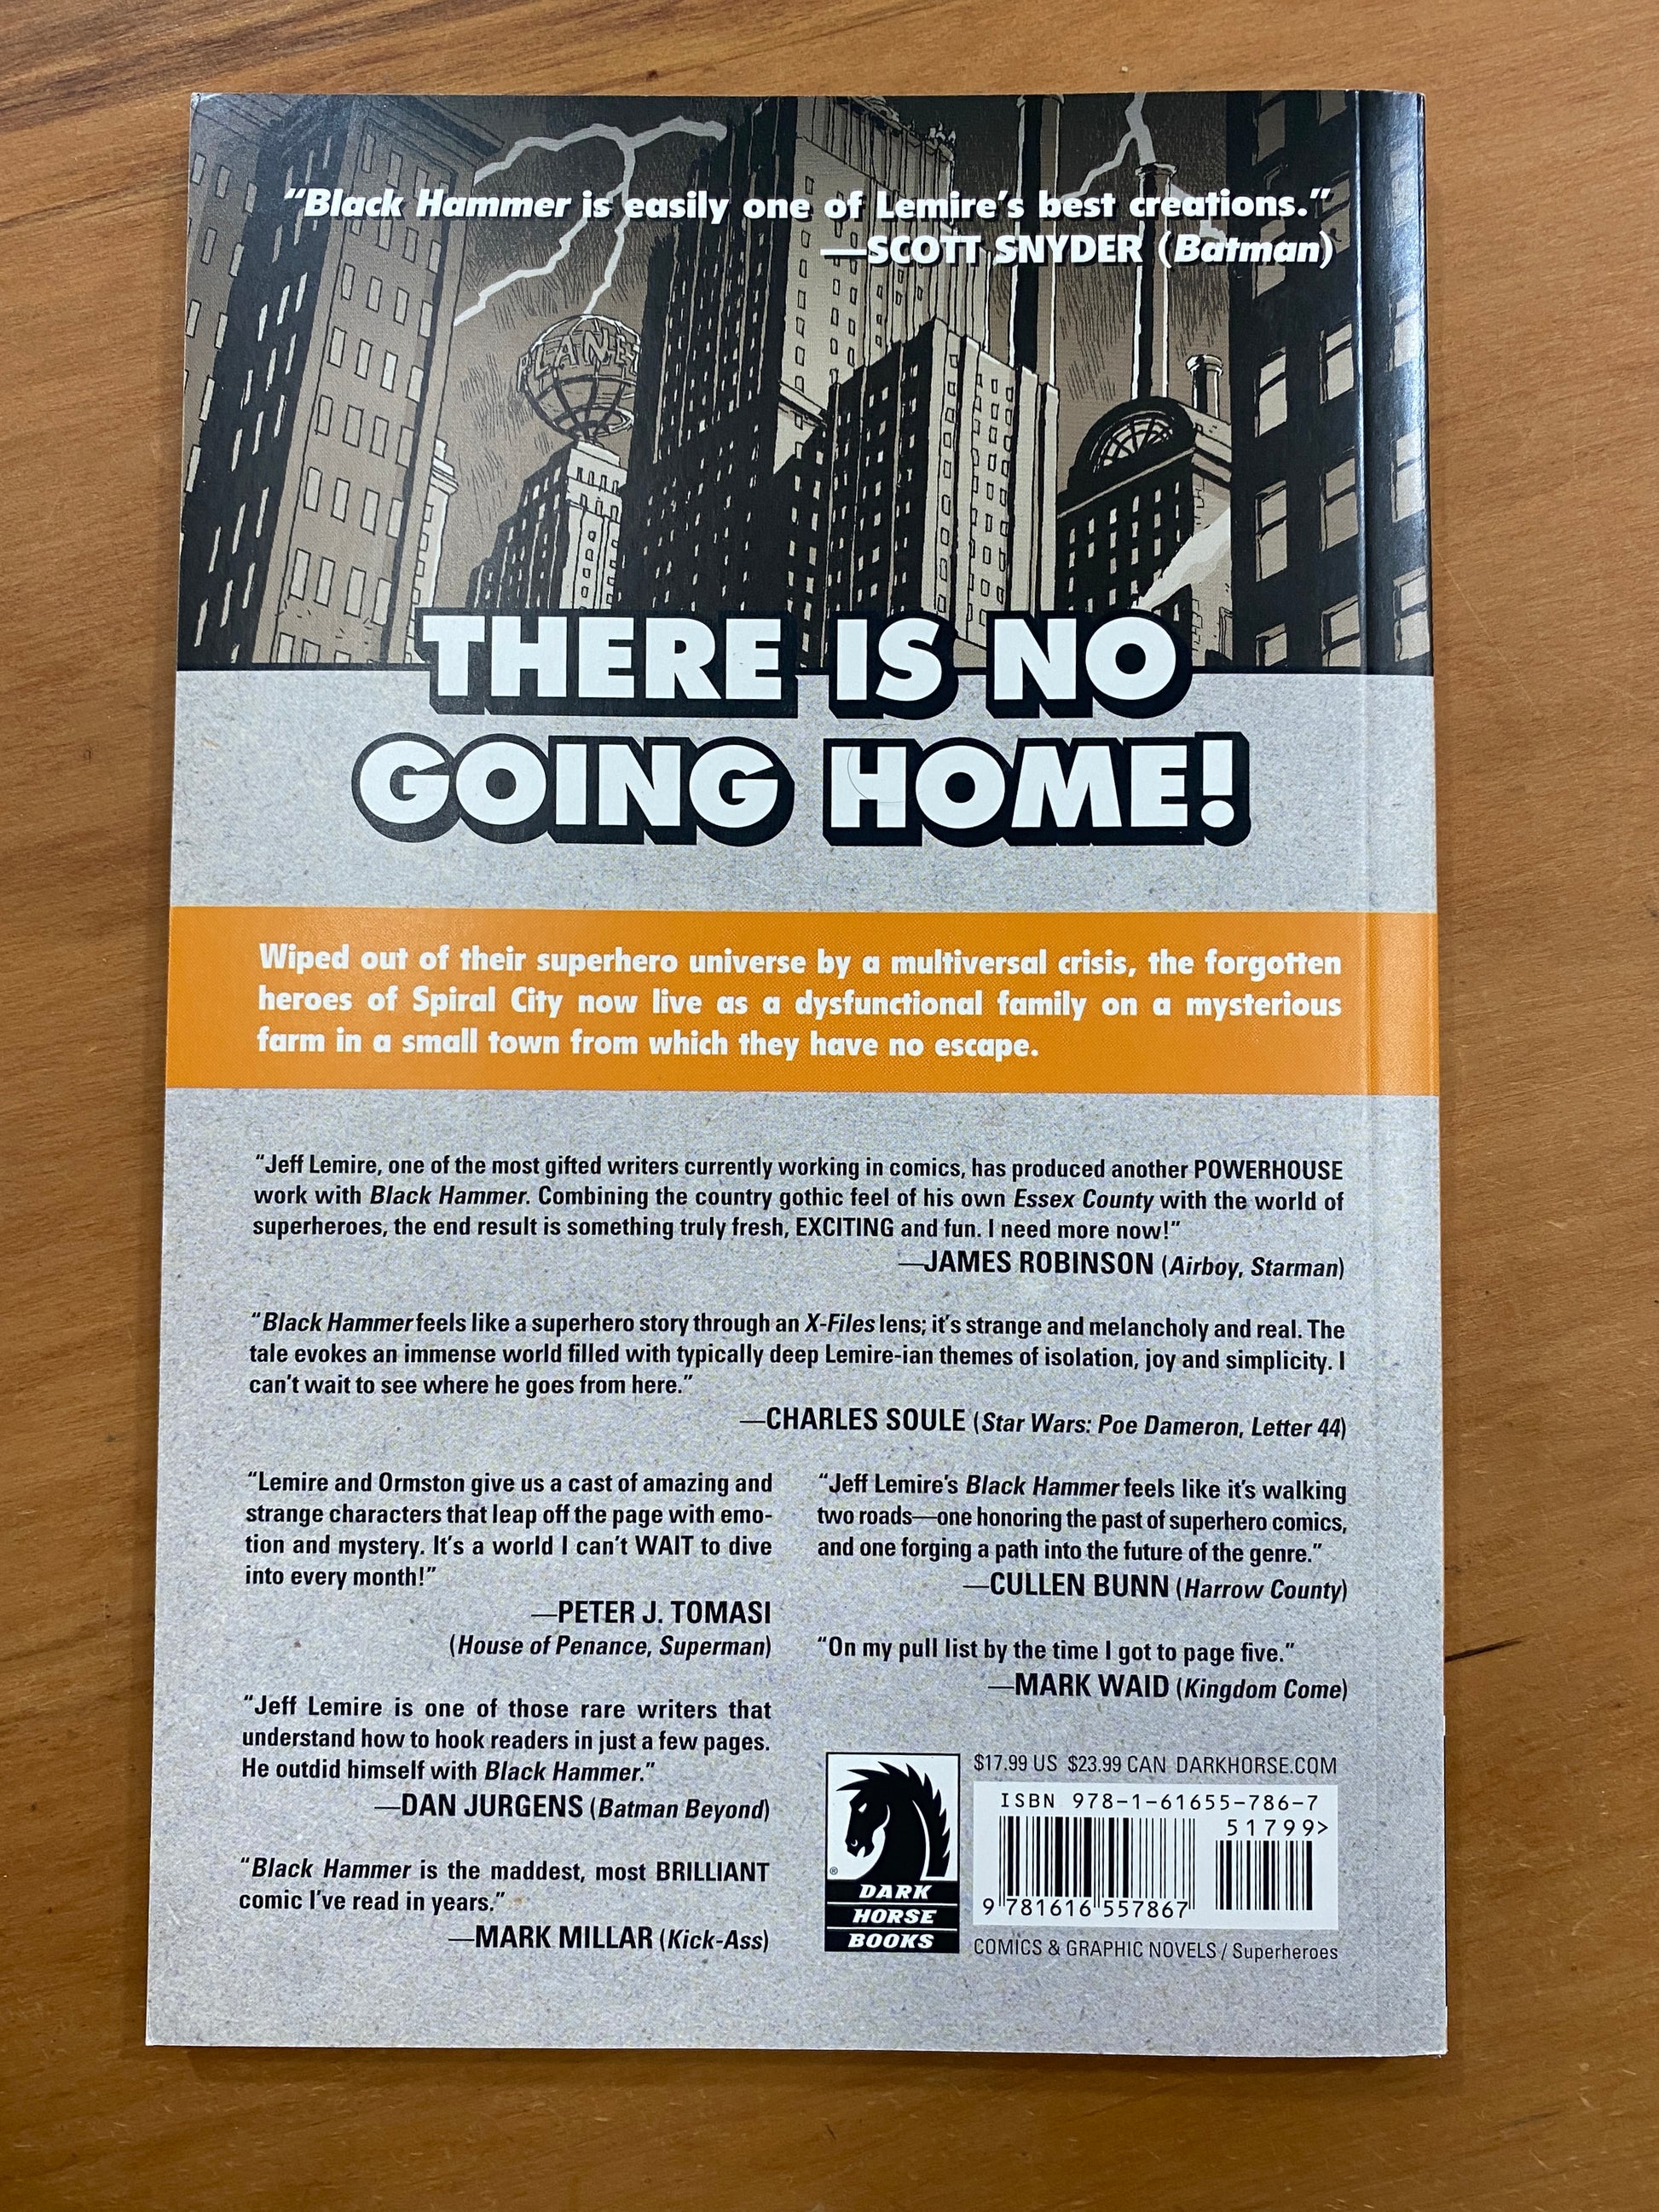 “Black Hammer is easily one of Lemire’s best creations.”
—SCOTT SNYDER (Batman)
THERE IS NO
GOING HOME!
Wiped out of their superhero universe by a multiversal crisis, the forgotten
heroes of Spiral City now live as a dysfunctional family on a mysterious
farm in a small town from which they have no escape.
“Jeff Lemire, one of the most gifted writers currently working in comics, has produced another POWERHOUSE
work with Black Hammer. Combining the country gothic feel of his own Essex County with the world of
superheroes, the end result is something truly fresh, EXCITING and fun. I need more now!”
—JAMES ROBINSON (Airboy, Starman)
“Black Hammer feels like a superhero story through an X-Files lens; it’s strange and melancholy and real. The
tale evokes an immense world filled with typically deep Lemire-ian themes of isolation, joy and simplicity. I
can’t wait to see where he goes from here.”
—CHARLES SOULE (Star Wars: Poe Dameron, Letter 44)
“Lemire and Ormston give us a cast of amazing and
strange characters that leap off the page with emo-
tion and mystery. It’s a world I can’t WAIT to dive
into every month!”
—PETER J. TOMASI
(House of Penance, Superman)
“Jeff Lemire is one of those rare writers that
understand how to hook readers in just a few pages.
He outdid himself with Black Hammer.”
—DAN JURGENS (Batman Beyond)
“Black Hammer is the maddest, most BRILLIANT
comic I’ve read in years.”
—MARK MILLAR (Kick-Ass)
“Jeff Lemire’s Black Hammer feels like it’s walking
two roads—one honoring the past of superhero comics,
and one forging a path into the future of the genre.”
—CULLEN BUNN (Harrow County)
“On my pull list by the time I got to page five.”
—MARK WAID (Kingdom Come)
$17.99 US $23.99 CAN DARKHORSE.COM
ISBN 978-1-61655-786-7
51799>
9 781616 557867
®
DARK
HORSE
BOOKS
COMICS & GRAPHIC NOVELS / Superheroes